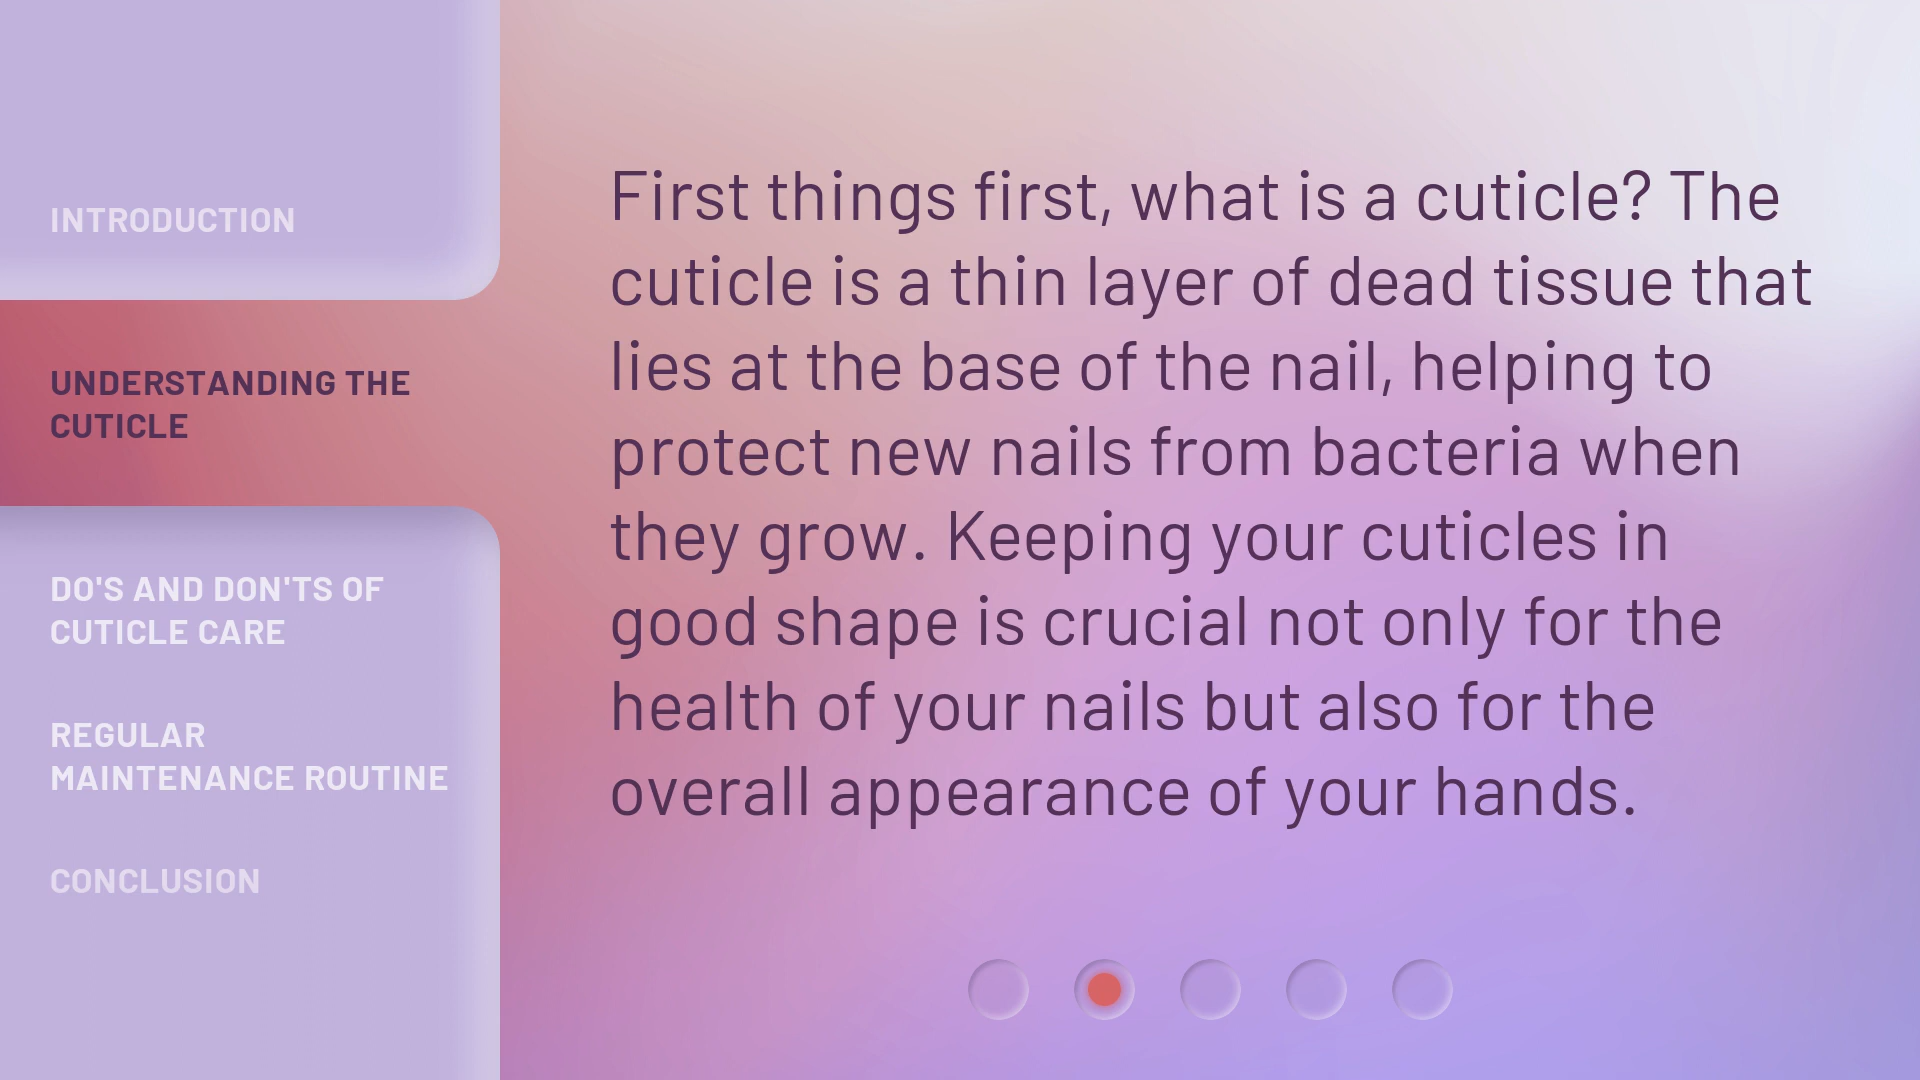 INTRODUCTION
UNDERSTANDING THE
CUTICLE
DO'S AND DON'TS OF
CUTICLE CARE
REGULAR
MAINTENANCE ROUTINE
CONCLUSION
First things first, what is a cuticle? The
cuticle is a thin layer of dead tissue that
lies at the base of the nail, helping to
protect new nails from bacteria when
they grow. Keeping your cuticles in
good shape is crucial not only for the
health of your nails but also for the
overall appearance of your hands.